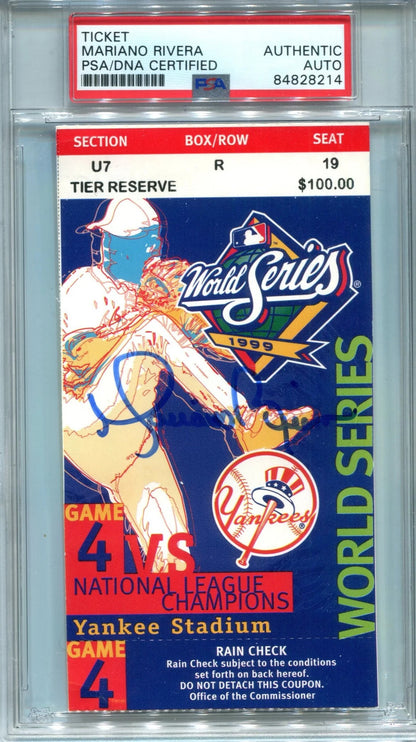 TICKET
MARIANO RIVERA
PSA/DNA CERTIFIED
AUTHENTIC
AUTO
84828214
PSA
SECTION BOX/ROW SEAT
U7 R 19
TIER RESERVE $100.00
World Series
1999
Yankees
WORLD SERIES
GAME
4 VS
NATIONAL LEAGUE
CHAMPIONS
Yankee Stadium
GAME
4
RAIN CHECK
Rain Check subject to the conditions
set forth on back hereof.
DO NOT DETACH THIS COUPON.
Office of the Commissioner